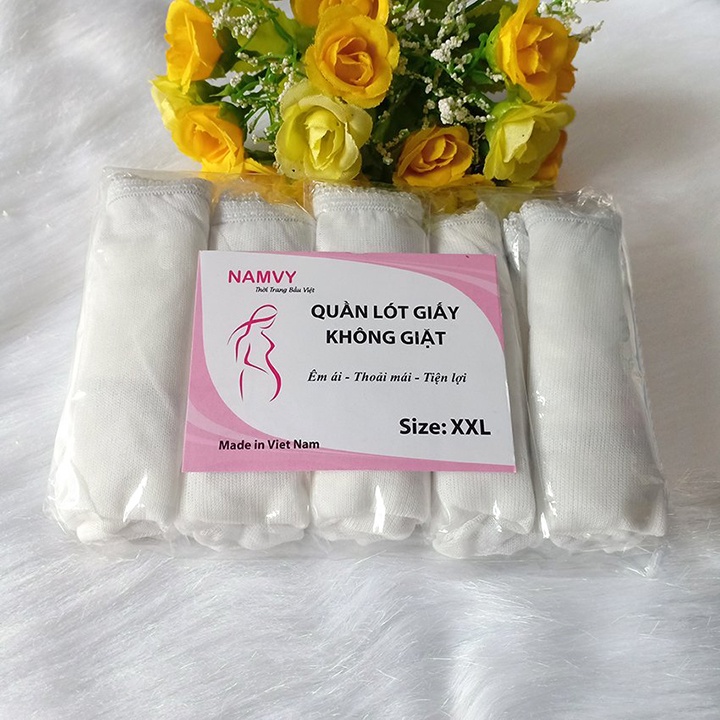 NAMVY
Thời Trang Bầu Việt
QUẦN LÓT GIẤY
KHÔNG GIẶT
Êm ái - Thoải mái - Tiện lợi
Size: XXL
Made in Viet Nam